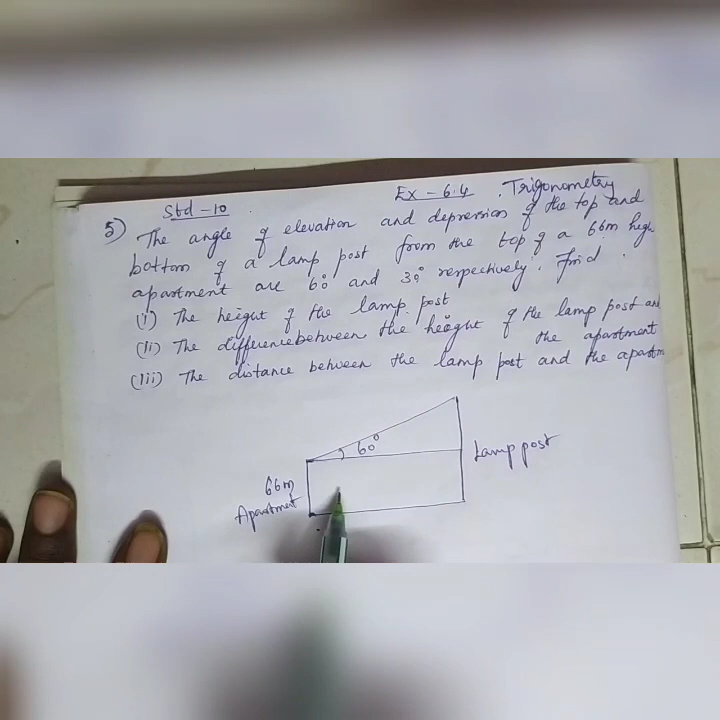 Std - 10
Ex - 6.4 . Trigonometry
5) The angle of elevation and depression of the top and
bottom of a lamp post from the top of a 66m high
apartment are 60° and 30° respectively. Find.
(i) The height of the lamp post
(ii) The difference between the height of the lamp post and
the apartment
(iii) The distance between the lamp post and the apartm
60°
66m
Apartment
Lamp post